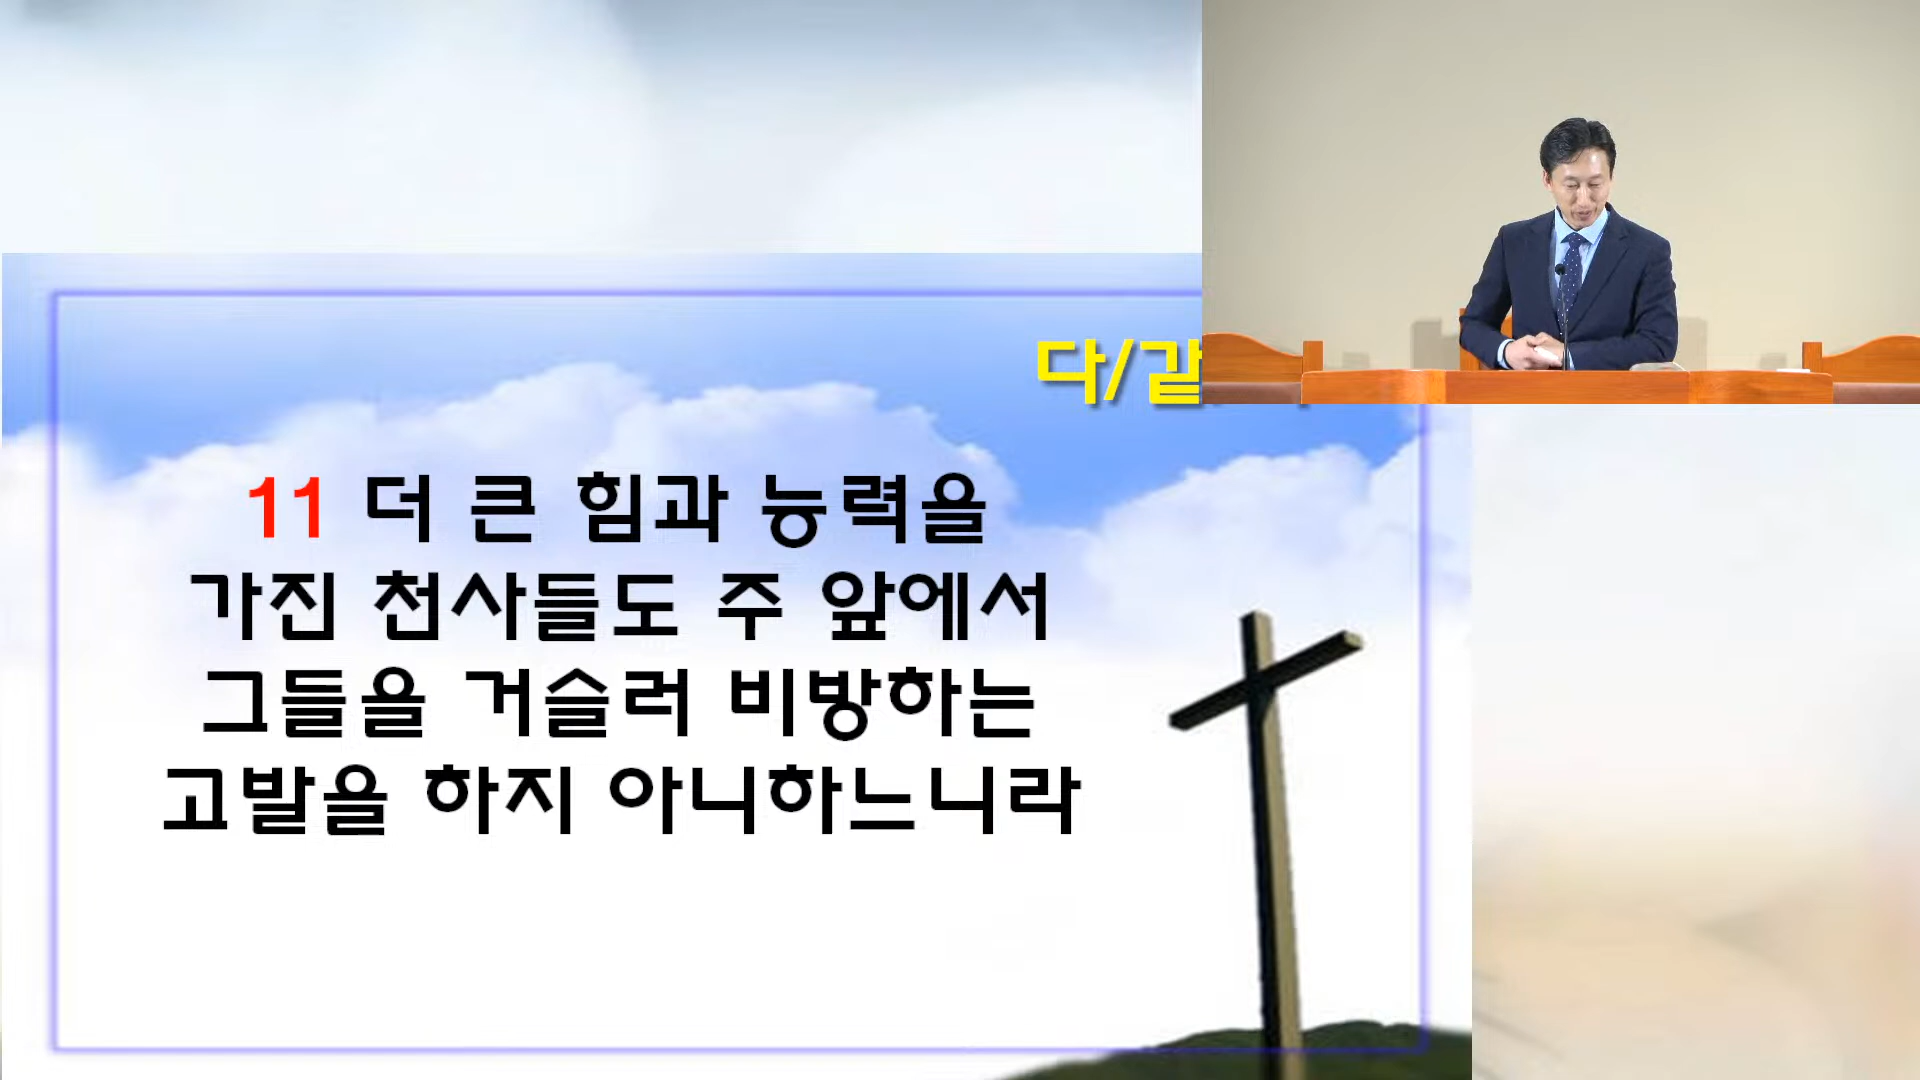 다/같
11 더 큰 힘과 능력을
가진 천사들도 주 앞에서
그들을 거슬러 비방하는
고발을 하지 아니하느니라